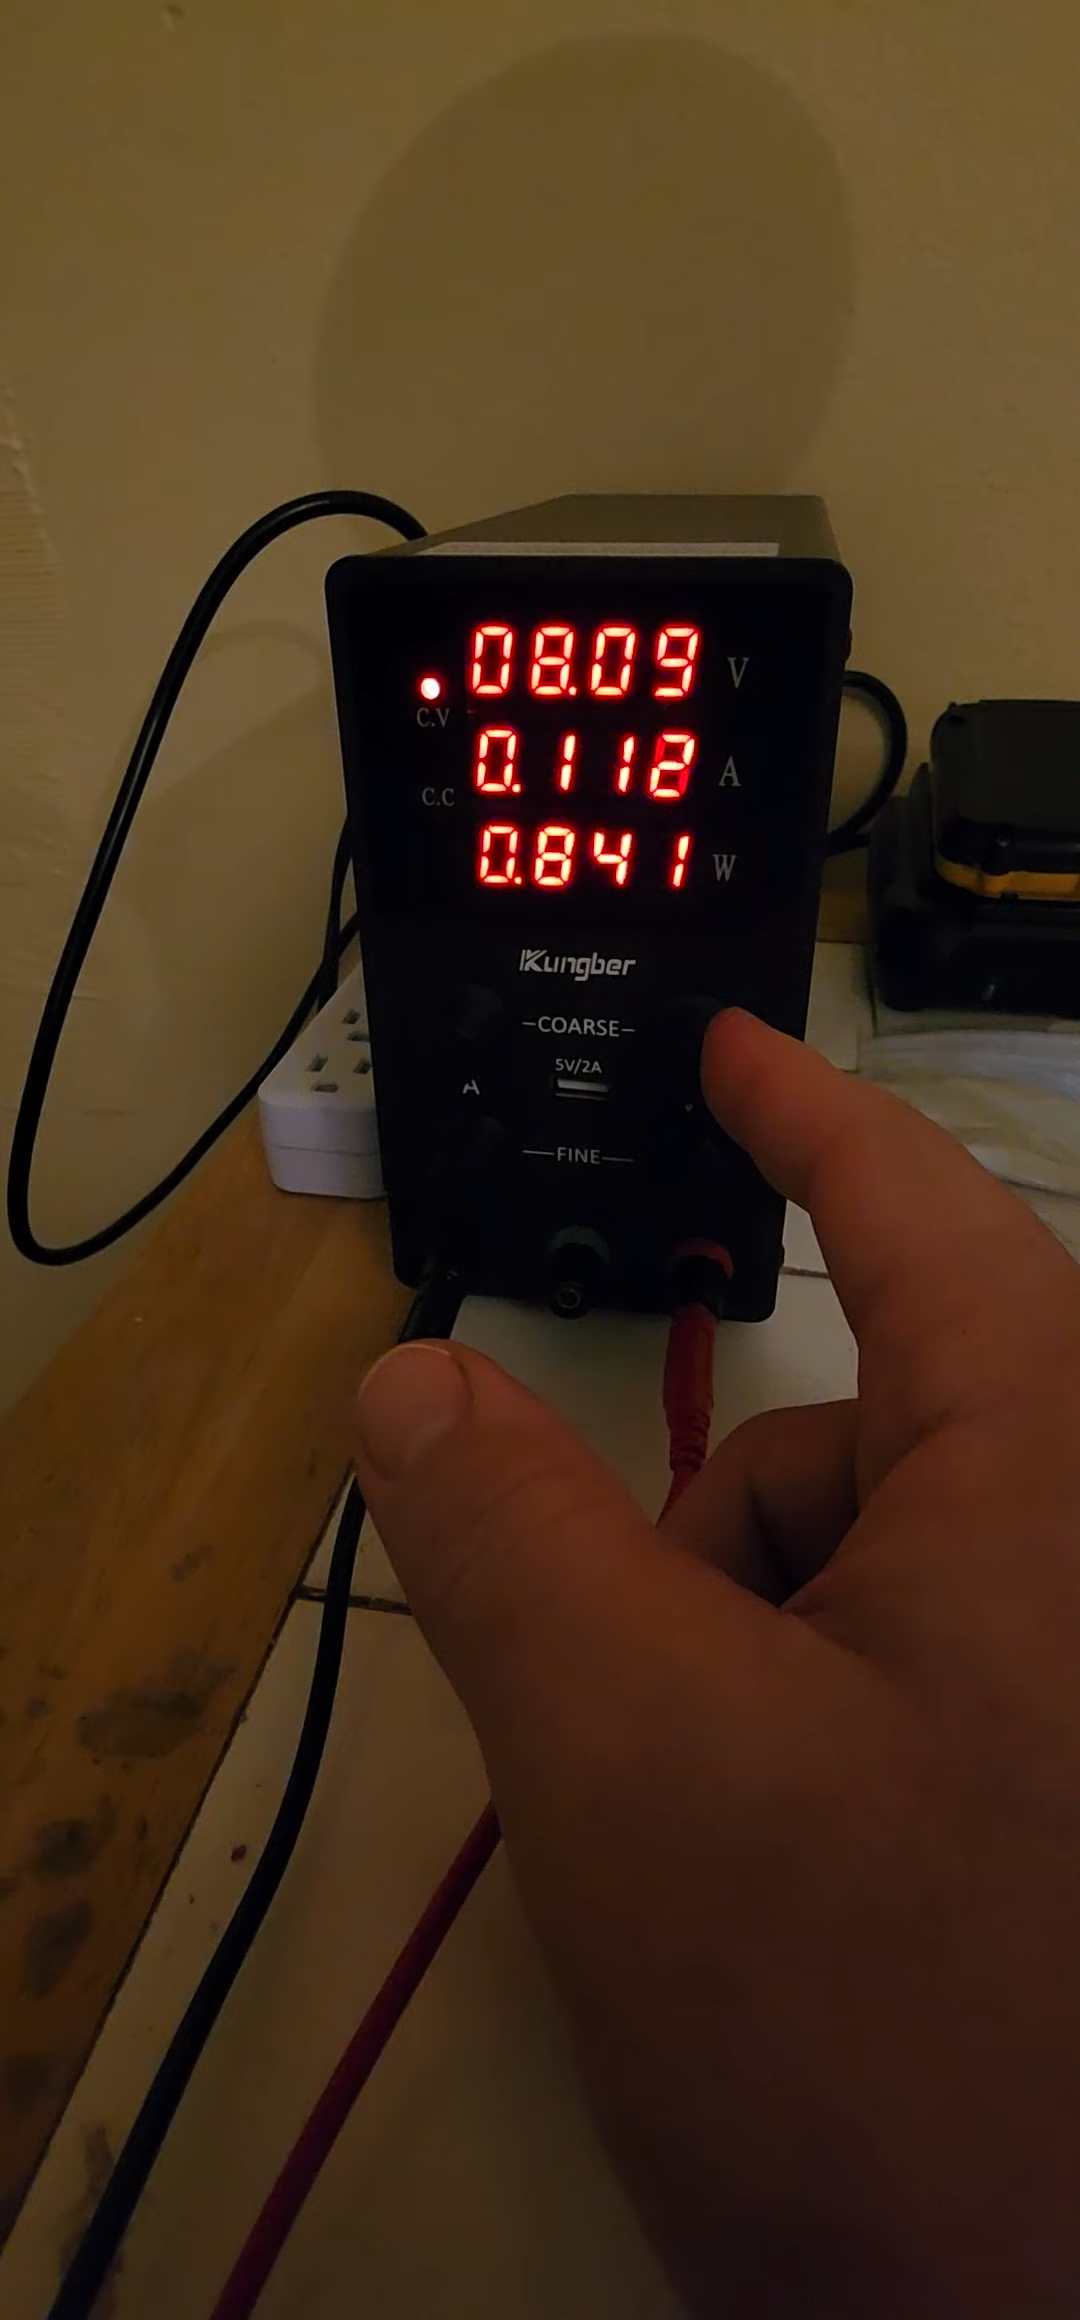 08.09 V
C.V
0.112 A
C.C
0.841 W
Kungber
COARSE
5V/2A
A
FINE